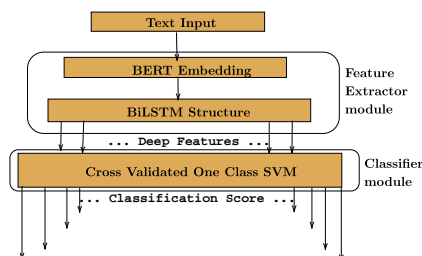 Text Input
BERT Embedding
Feature
Extractor
module
BiLSTM Structure
... Deep Features ...
Cross Validated One Class SVM
Classifier
module
... Classification Score ...